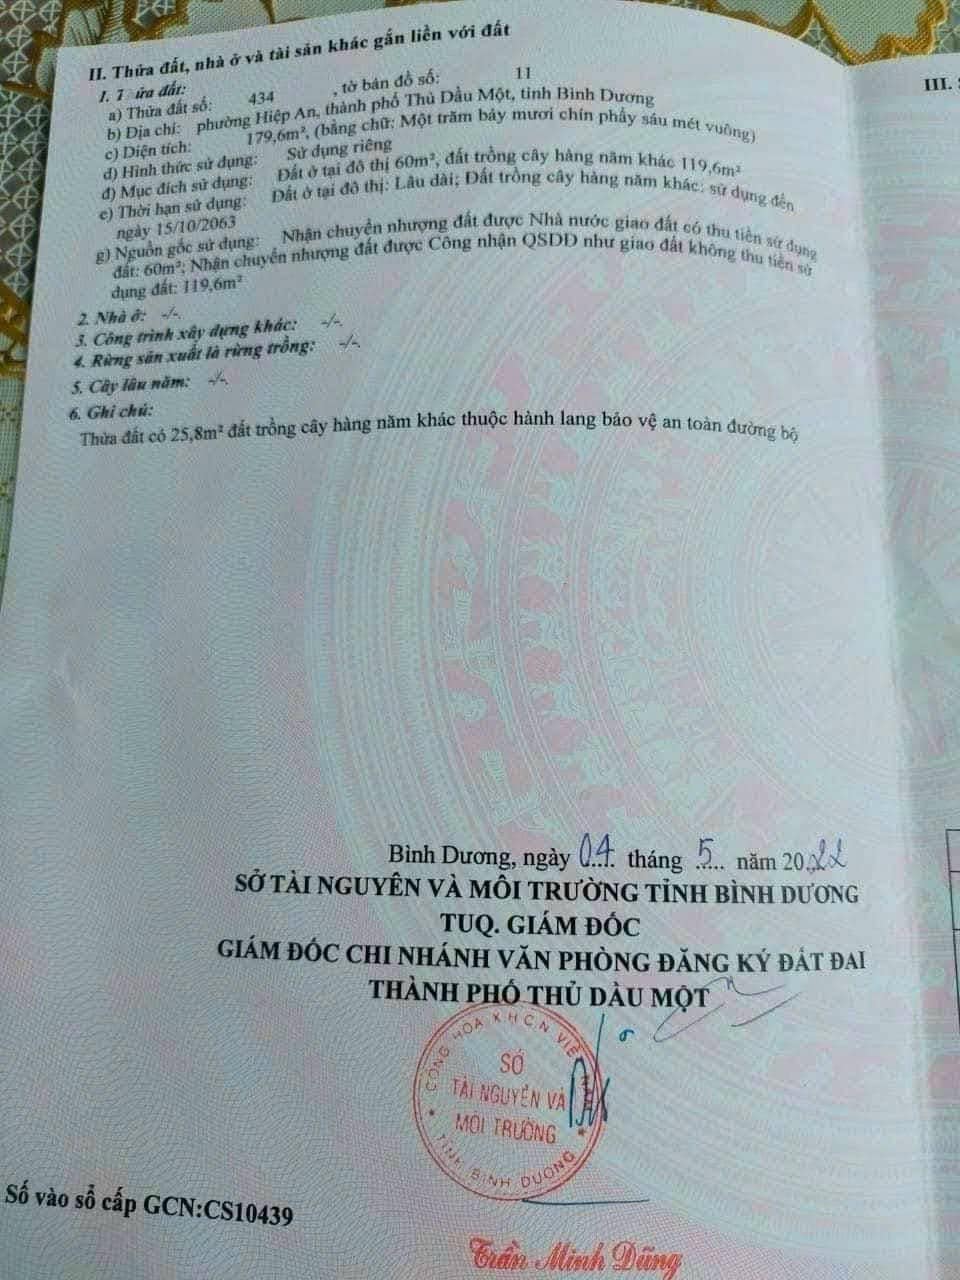 II. Thửa đất, nhà ở và tài sản khác gắn liền với đất
1. T ửa đất:
a) Thửa đất số: 434 , tờ bản đồ số: 11
b) Địa chỉ: phường Hiệp An, thành phố Thủ Dầu Một, tỉnh Bình Dương
c) Diện tích: 179,6m², (bằng chữ: Một trăm bảy mươi chín phẩy sáu mét vuông)
d) Hình thức sử dụng: Sử dụng riêng
đ) Mục đích sử dụng: Đất ở tại đô thị 60m², đất trồng cây hàng năm khác 119,6m²
e) Thời hạn sử dụng: Đất ở tại đô thị: Lâu dài; Đất trồng cây hàng năm khác: sử dụng đến
ngày 15/10/2063
g) Nguồn gốc sử dụng: Nhận chuyển nhượng đất được Nhà nước giao đất có thu tiền sử dụng
đất: 60m²; Nhận chuyển nhượng đất được Công nhận QSDĐ như giao đất không thu tiền sử
dụng đất: 119,6m²
2. Nhà ở: -/-.
3. Công trình xây dựng khác: -/-.
4. Rừng sản xuất là rừng trồng: -/-.
5. Cây lâu năm: -/-.
6. Ghi chú:
Thửa đất có 25,8m² đất trồng cây hàng năm khác thuộc hành lang bảo vệ an toàn đường bộ
III.
Bình Dương, ngày 04 tháng 5 năm 2022
SỞ TÀI NGUYÊN VÀ MÔI TRƯỜNG TỈNH BÌNH DƯƠNG
TUQ. GIÁM ĐỐC
GIÁM ĐỐC CHI NHÁNH VĂN PHÒNG ĐĂNG KÝ ĐẤT ĐAI
THÀNH PHỐ THỦ DẦU MỘT
CỘNG HÒA X.H.C.N VIỆT NAM
SỞ
TÀI NGUYÊN VÀ
MÔI TRƯỜNG
TỈNH BÌNH DƯƠNG
Số vào sổ cấp GCN:CS10439
Trần Minh Dũng